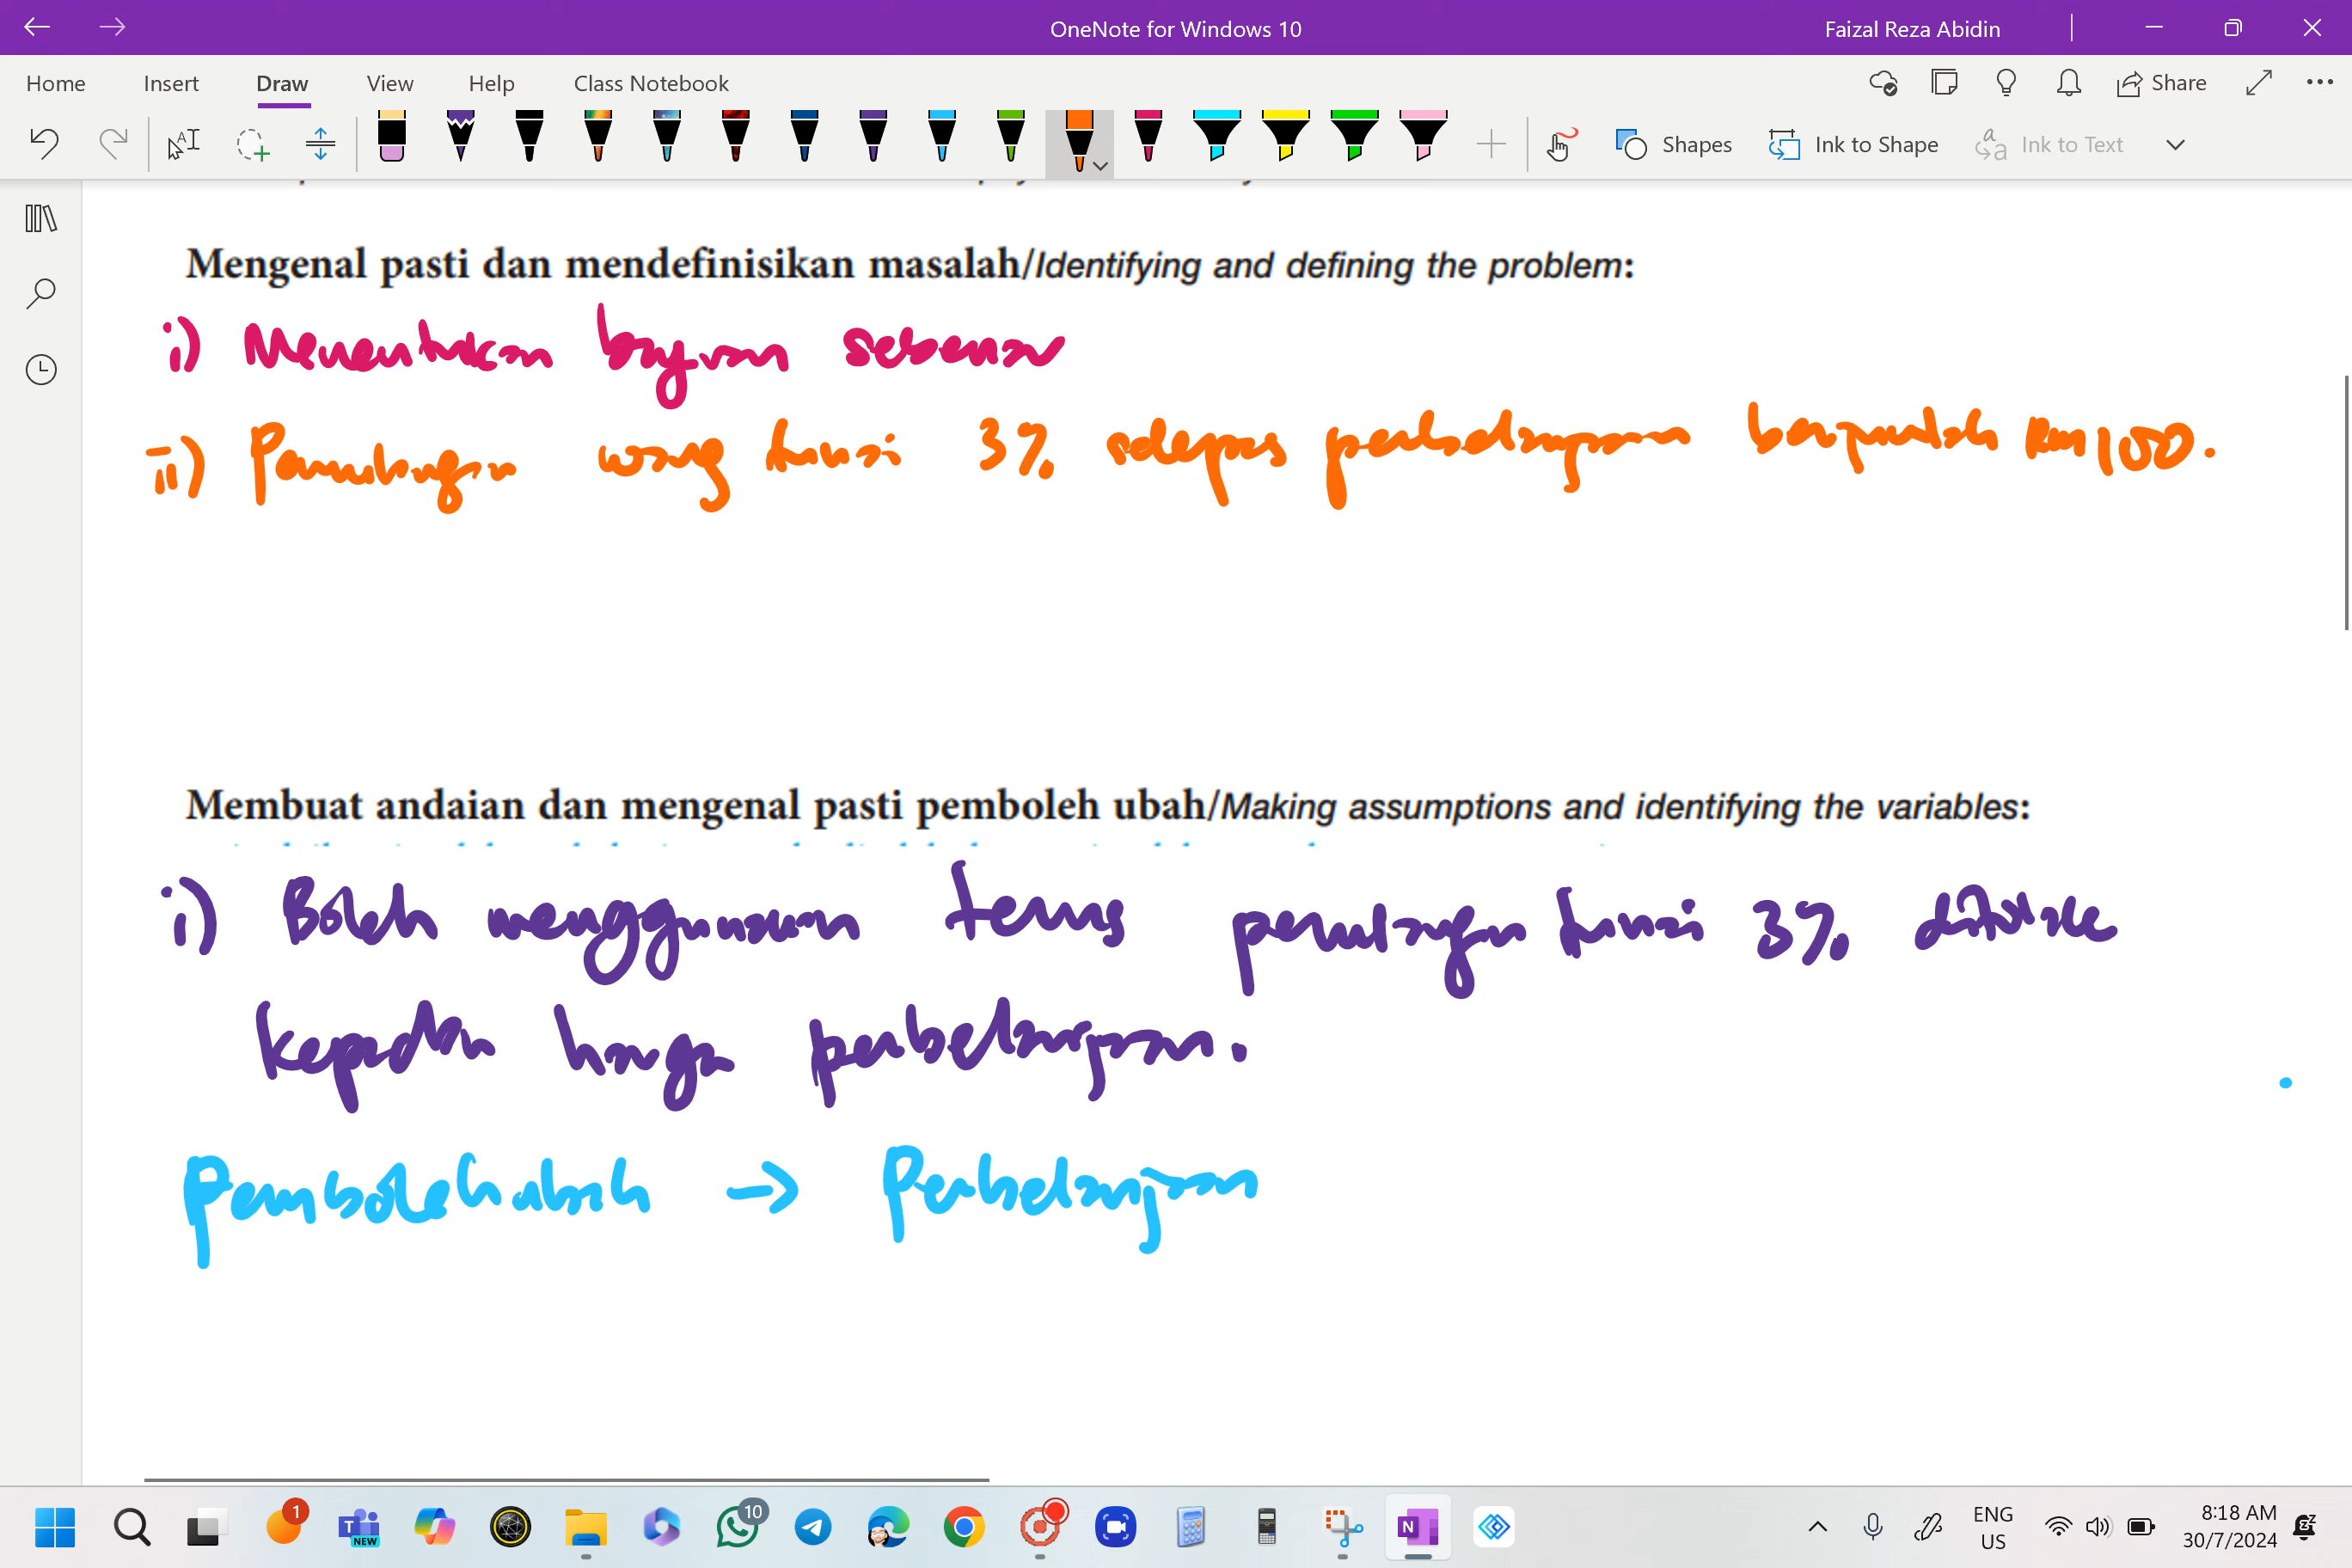 OneNote for Windows 10
Faizal Reza Abidin
Home Insert Draw View Help Class Notebook
Share
Shapes Ink to Shape Ink to Text
Mengenal pasti dan mendefinisikan masalah/Identifying and defining the problem:
i) Menentukan bayaran sebenar
ii) Pemulangan wang tunai 3% selepas perbelanjaan berjumlah RM100.
Membuat andaian dan mengenal pasti pemboleh ubah/Making assumptions and identifying the variables:
i) Boleh menggunakan terus pemulangan tunai 3% ditolak
kepada harga perbelanjaan.
Pembolehubah → Perbelanjaan
1
NEW
10
ENG
US
8:18 AM
30/7/2024